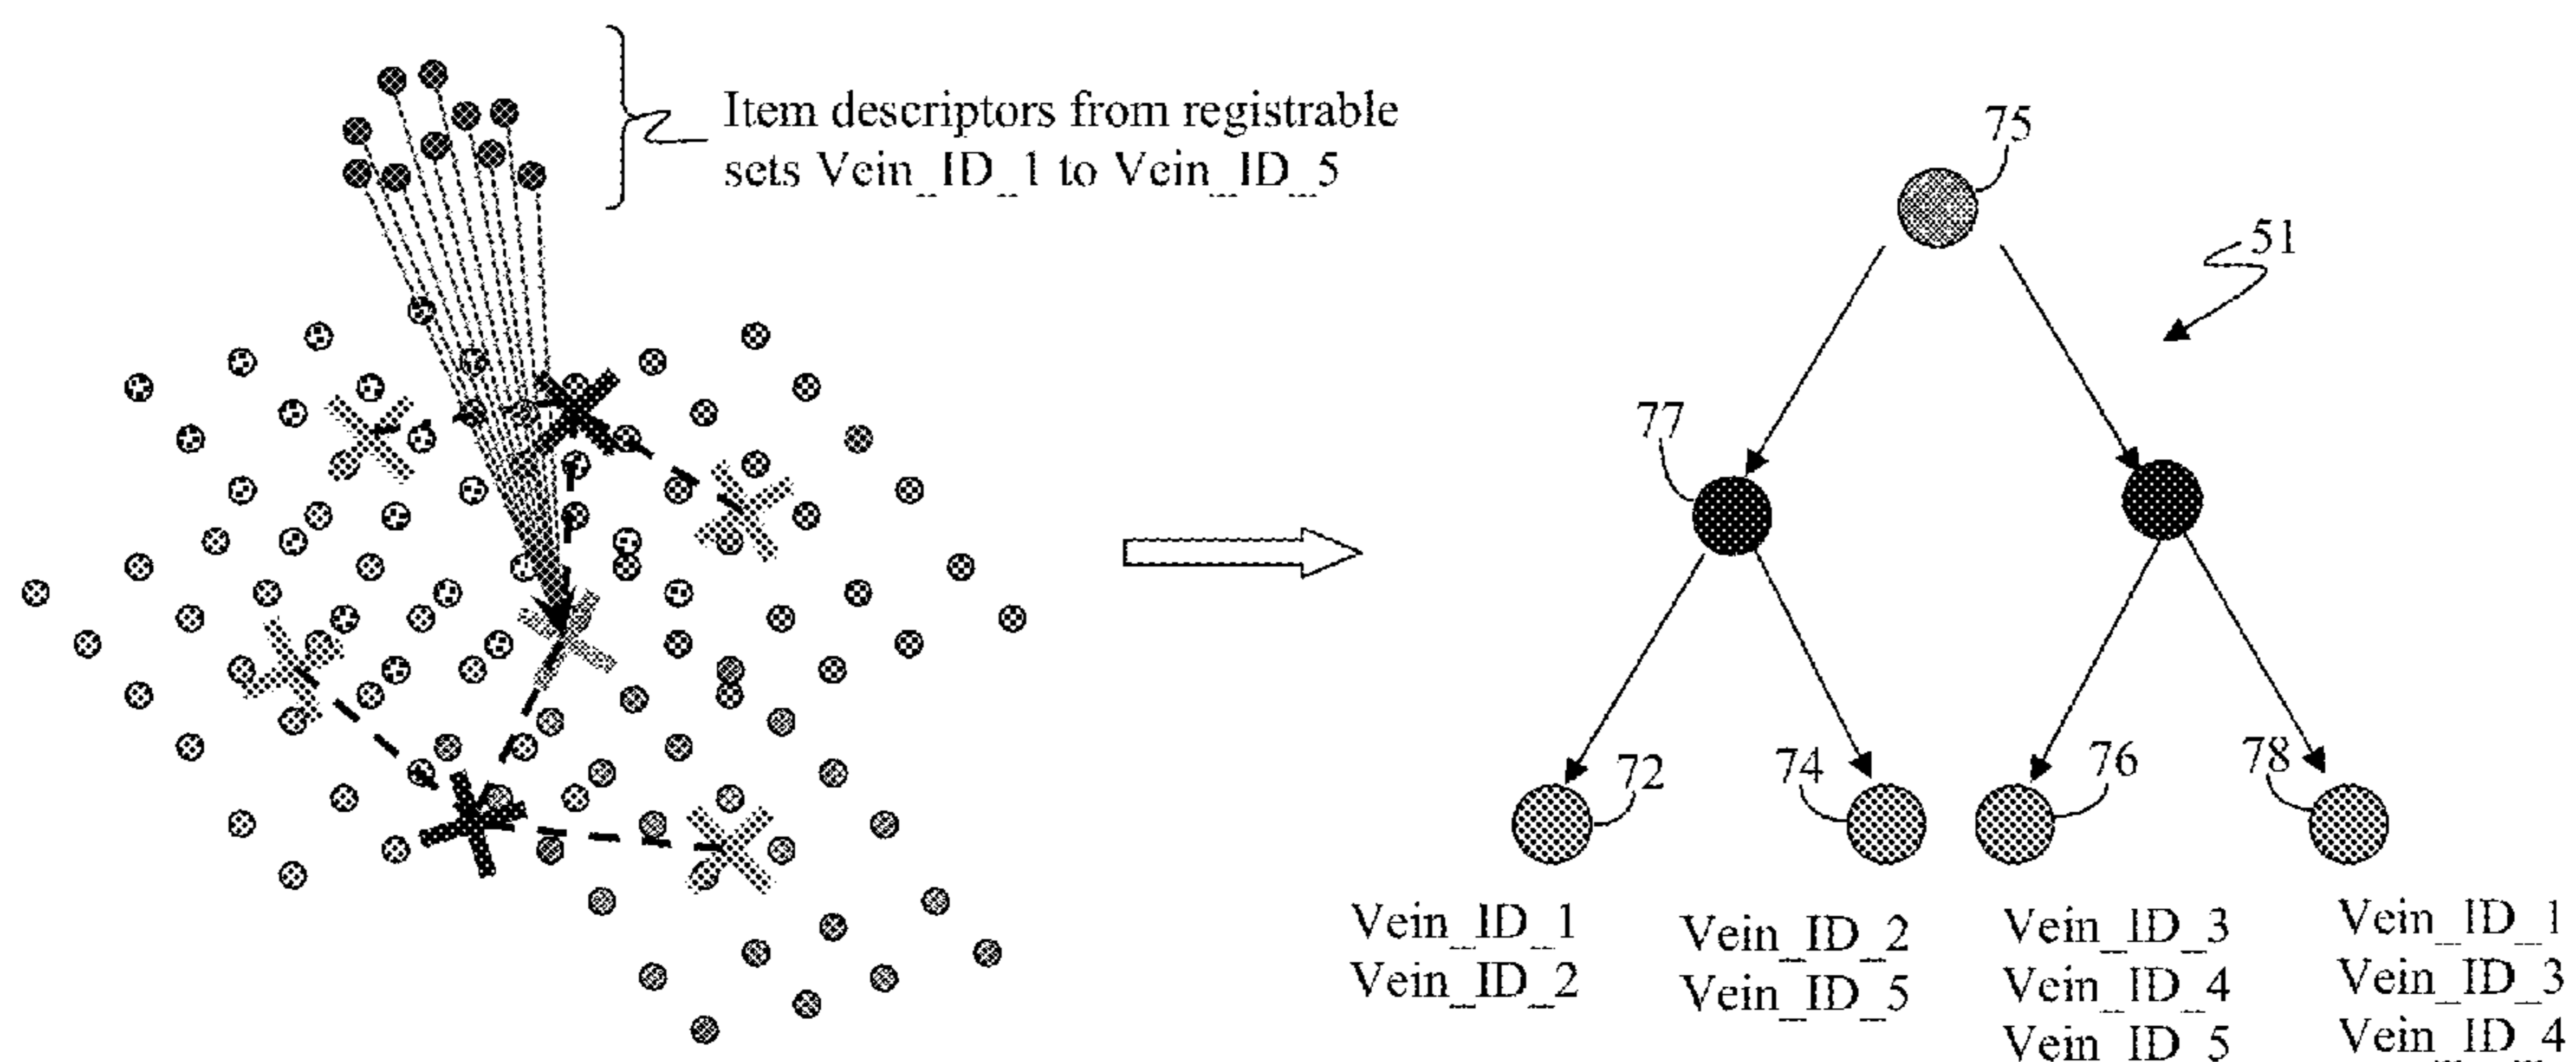 Item descriptors from registrable
sets Vein_ID_1 to Vein_ID_5
75
51
77
72
74
76
78
Vein_ID_1
Vein_ID_2
Vein_ID_2
Vein_ID_5
Vein_ID_3
Vein_ID_4
Vein_ID_5
Vein_ID_1
Vein_ID_3
Vein_ID_4